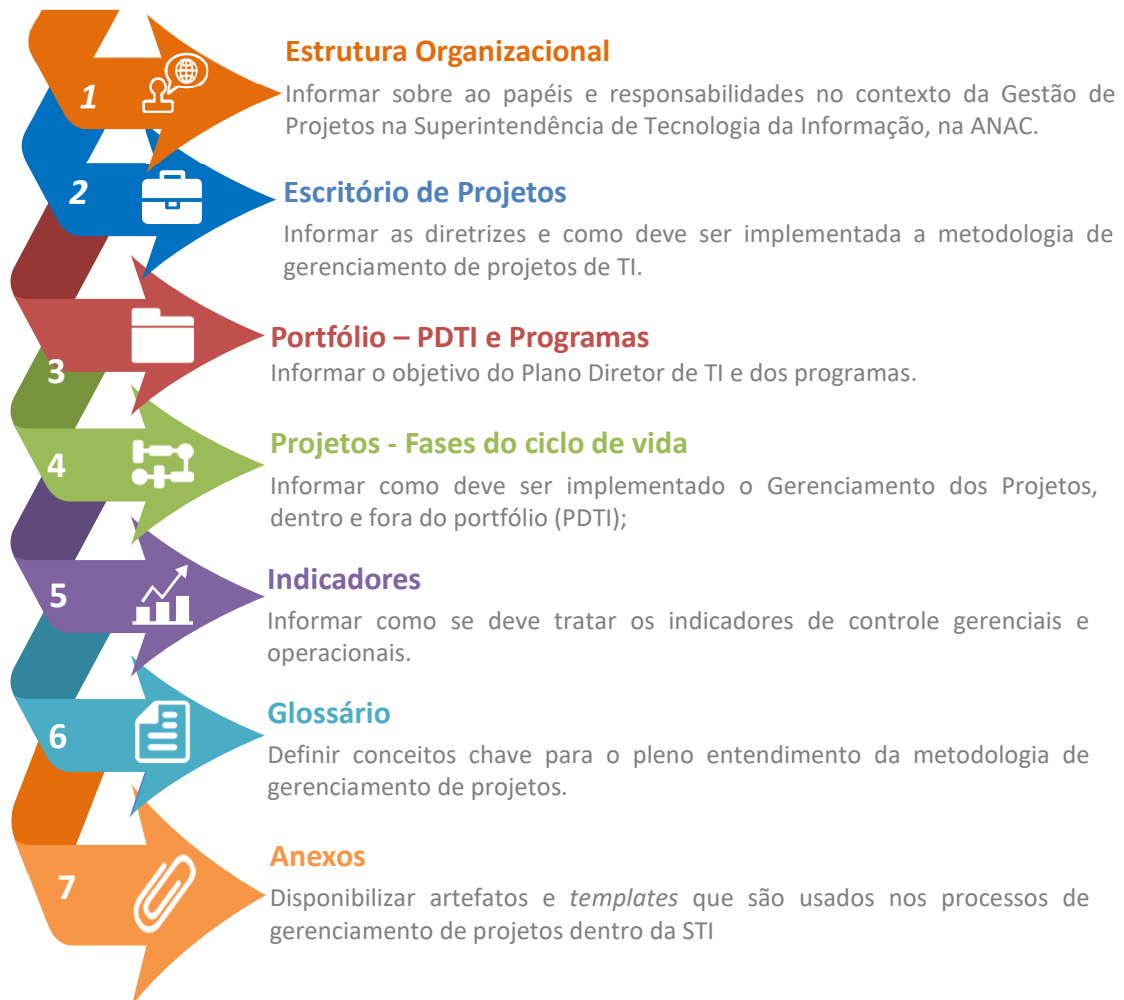 1
Estrutura Organizacional
Informar sobre ao papéis e responsabilidades no contexto da Gestão de
Projetos na Superintendência de Tecnologia da Informação, na ANAC.
2
Escritório de Projetos
Informar as diretrizes e como deve ser implementada a metodologia de
gerenciamento de projetos de TI.
3
Portfólio – PDTI e Programas
Informar o objetivo do Plano Diretor de TI e dos programas.
4
Projetos - Fases do ciclo de vida
Informar como deve ser implementado o Gerenciamento dos Projetos,
dentro e fora do portfólio (PDTI);
5
Indicadores
Informar como se deve tratar os indicadores de controle gerenciais e
operacionais.
6
Glossário
Definir conceitos chave para o pleno entendimento da metodologia de
gerenciamento de projetos.
7
Anexos
Disponibilizar artefatos e templates que são usados nos processos de
gerenciamento de projetos dentro da STI